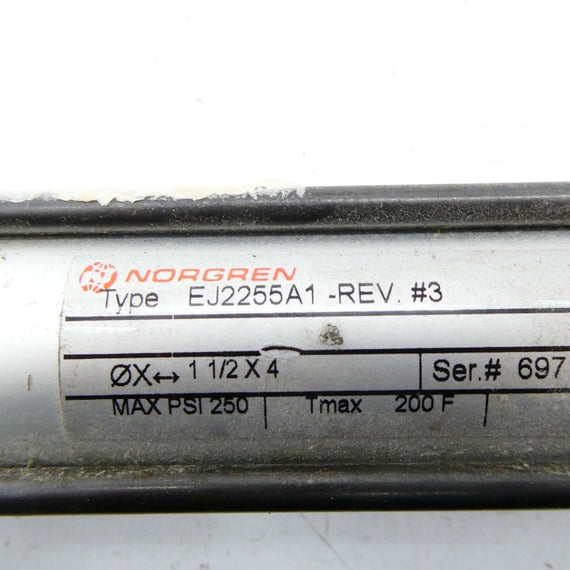 NORGREN
Type EJ2255A1 -REV. #3
ØX↔ 1 1/2 X 4 Ser.# 697
MAX PSI 250 Tmax 200 F